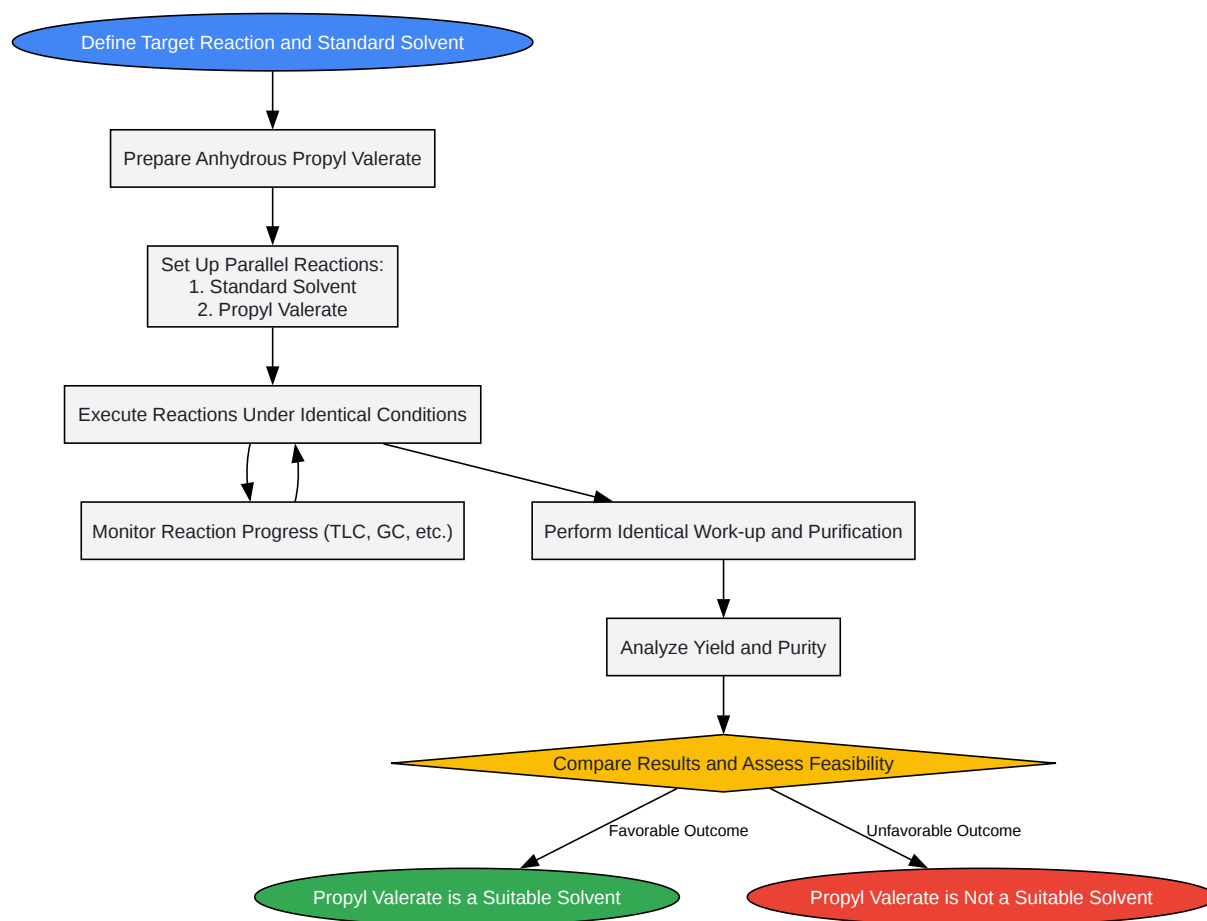 Define Target Reaction and Standard Solvent
Prepare Anhydrous Propyl Valerate
Set Up Parallel Reactions:
1. Standard Solvent
2. Propyl Valerate
Execute Reactions Under Identical Conditions
Monitor Reaction Progress (TLC, GC, etc.)
Perform Identical Work-up and Purification
Analyze Yield and Purity
Compare Results and Assess Feasibility
Favorable Outcome
Unfavorable Outcome
Propyl Valerate is a Suitable Solvent
Propyl Valerate is Not a Suitable Solvent